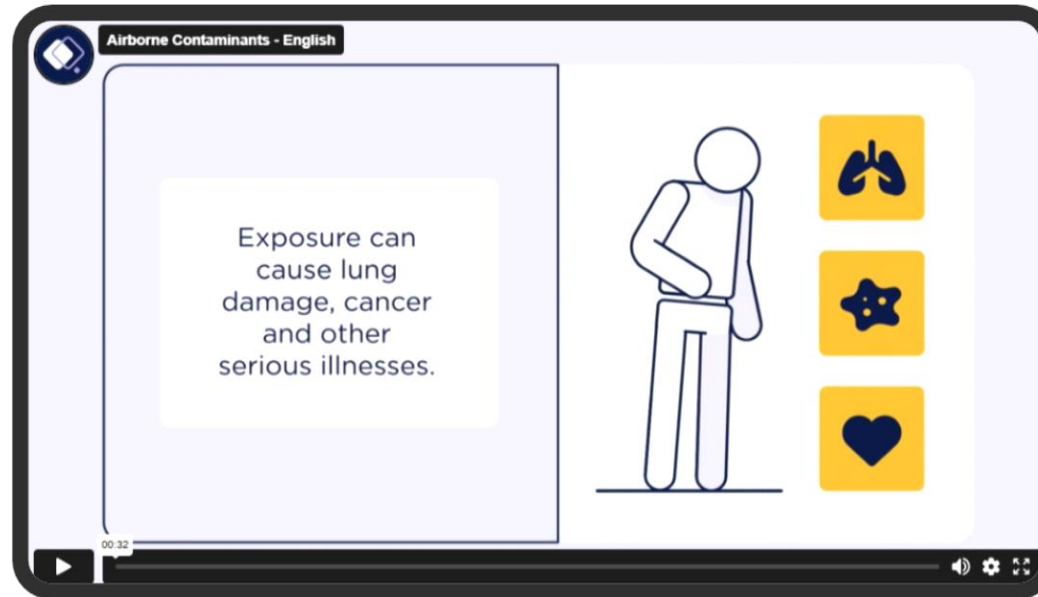 Airborne Contaminants - English
Exposure can
cause lung
damage, cancer
and other
serious illnesses.
00:32